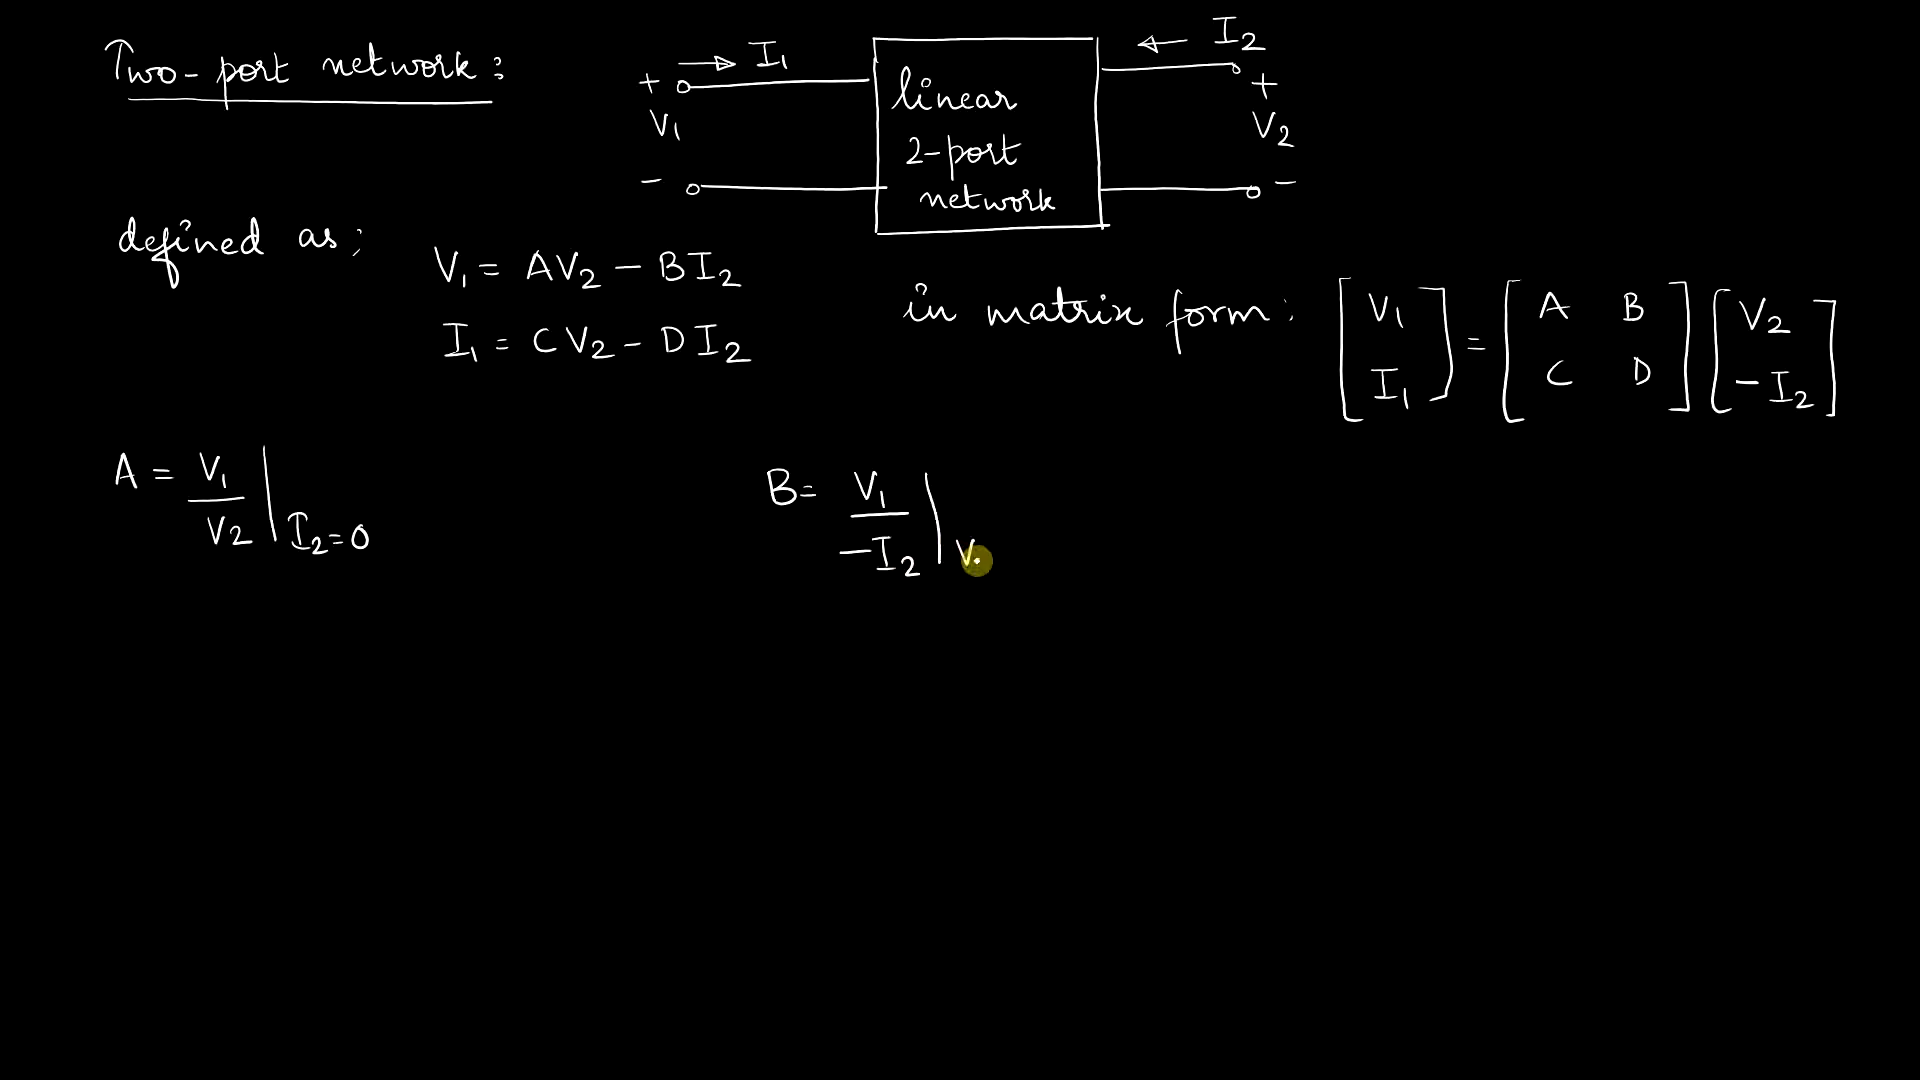 Two-port network:
+ → I₁
V₁
-
linear
2-port
network
← I₂
+
V₂
-
defined as:
V₁ = AV₂ - BI₂
I₁ = CV₂ - DI₂
in matrix form: [V₁ I₁] = [A B C D] [V₂ -I₂]
A = V₁/V₂ | I₂=0
B= V₁/-I₂ | V